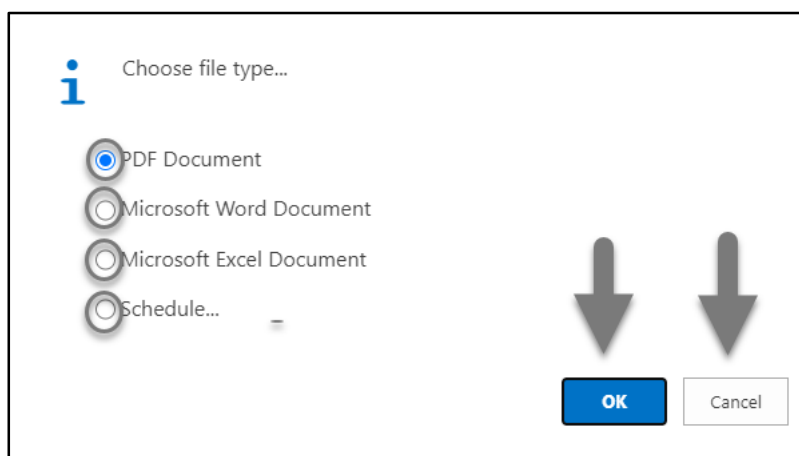 Choose file type...
PDF Document
Microsoft Word Document
Microsoft Excel Document
Schedule...
OK
Cancel